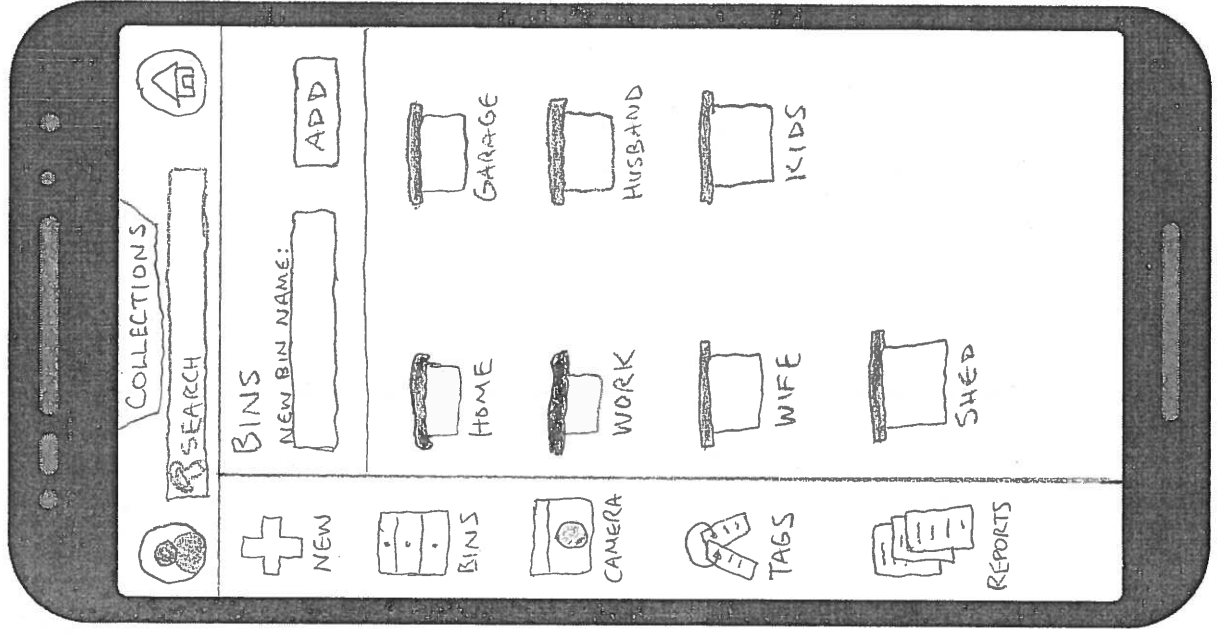 COLLECTIONS
SEARCH
NEW
BINS
CAMERA
TAGS
REPORTS
BINS
NEW BIN NAME:
ADD
HOME
GARAGE
WORK
HUSBAND
WIFE
KIDS
SHED